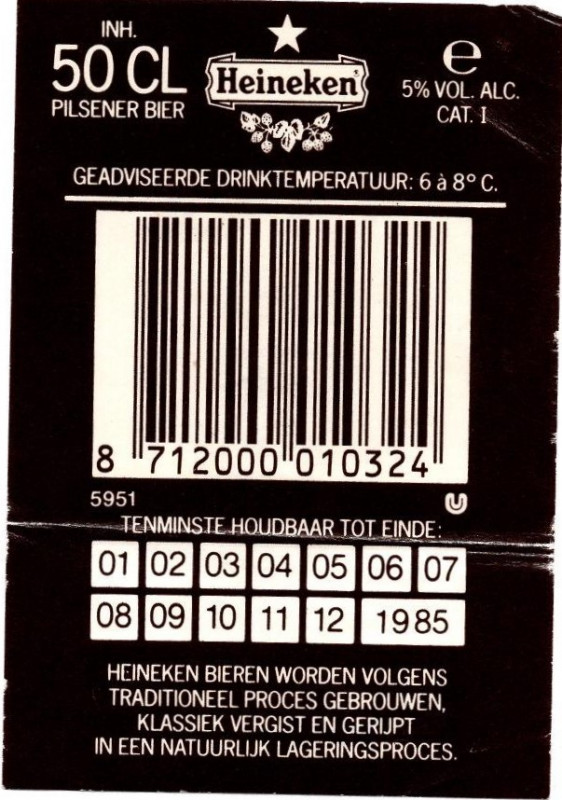 INH.
50 CL
PILSENER BIER
Heineken
e
5% VOL. ALC.
CAT. I
GEADVISEERDE DRINKTEMPERATUUR: 6 à 8° C.
8 712000 010324
5951
TENMINSTE HOUDBAAR TOT EINDE:
01 02 03 04 05 06 07
08 09 10 11 12 1985
HEINEKEN BIEREN WORDEN VOLGENS
TRADITIONEEL PROCES GEBROUWEN,
KLASSIEK VERGIST EN GERIJPT
IN EEN NATUURLIJK LAGERINGSPROCES.